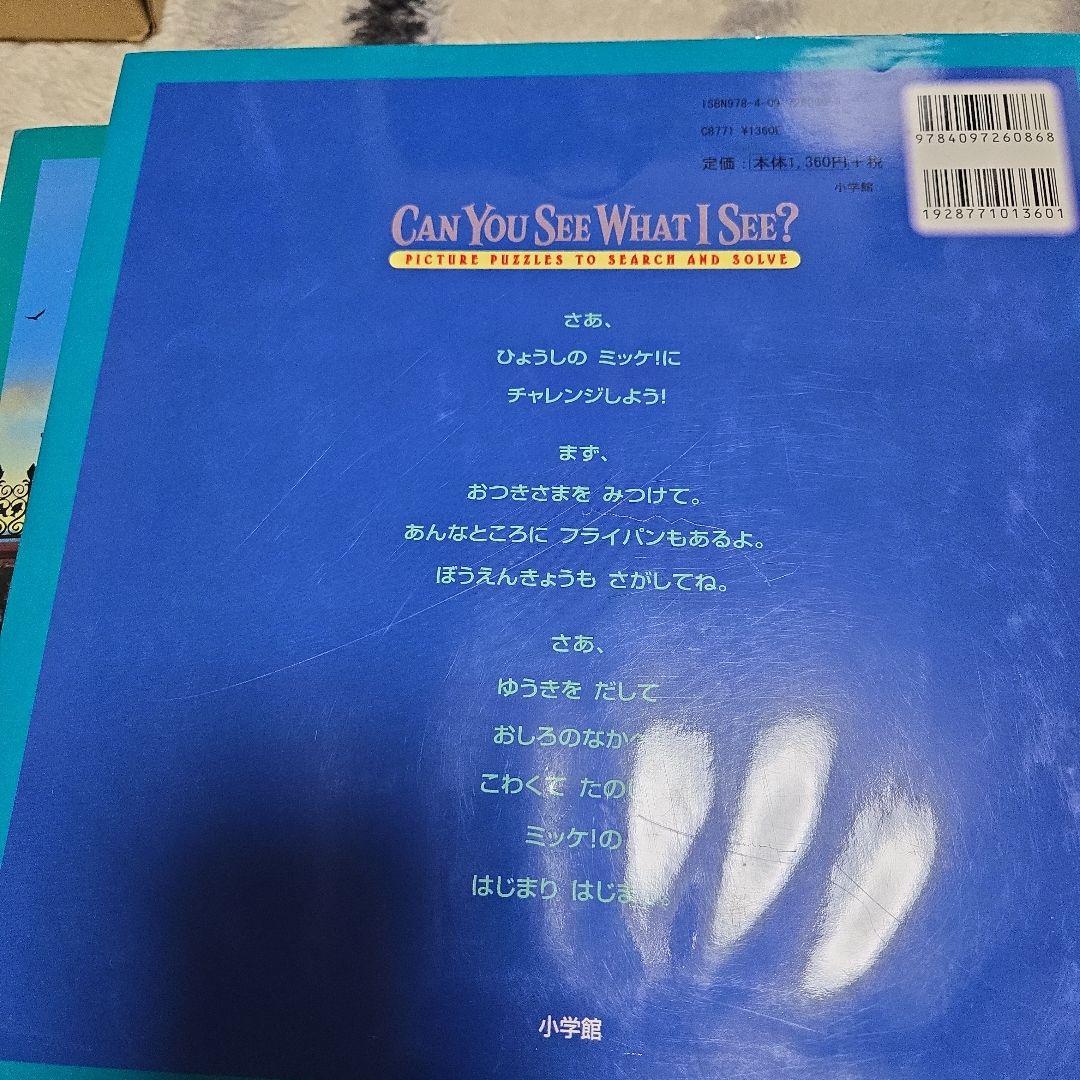 ISBN978-4-09
C8771 ¥1360E
定価：本体1,360円＋税
小学館
9784097260868
1928771013601
CAN YOU SEE WHAT I SEE?
PICTURE PUZZLES TO SEARCH AND SOLVE
さあ、
ひょうしの ミッケ!に
チャレンジしよう!
まず、
おつきさまを みつけて。
あんなところに フライパンもあるよ。
ぼうえんきょうも さがしてね。
さあ、
ゆうきを だして
おしろのなかへ
こわくて
ミッケ!の
はじまり
小学館